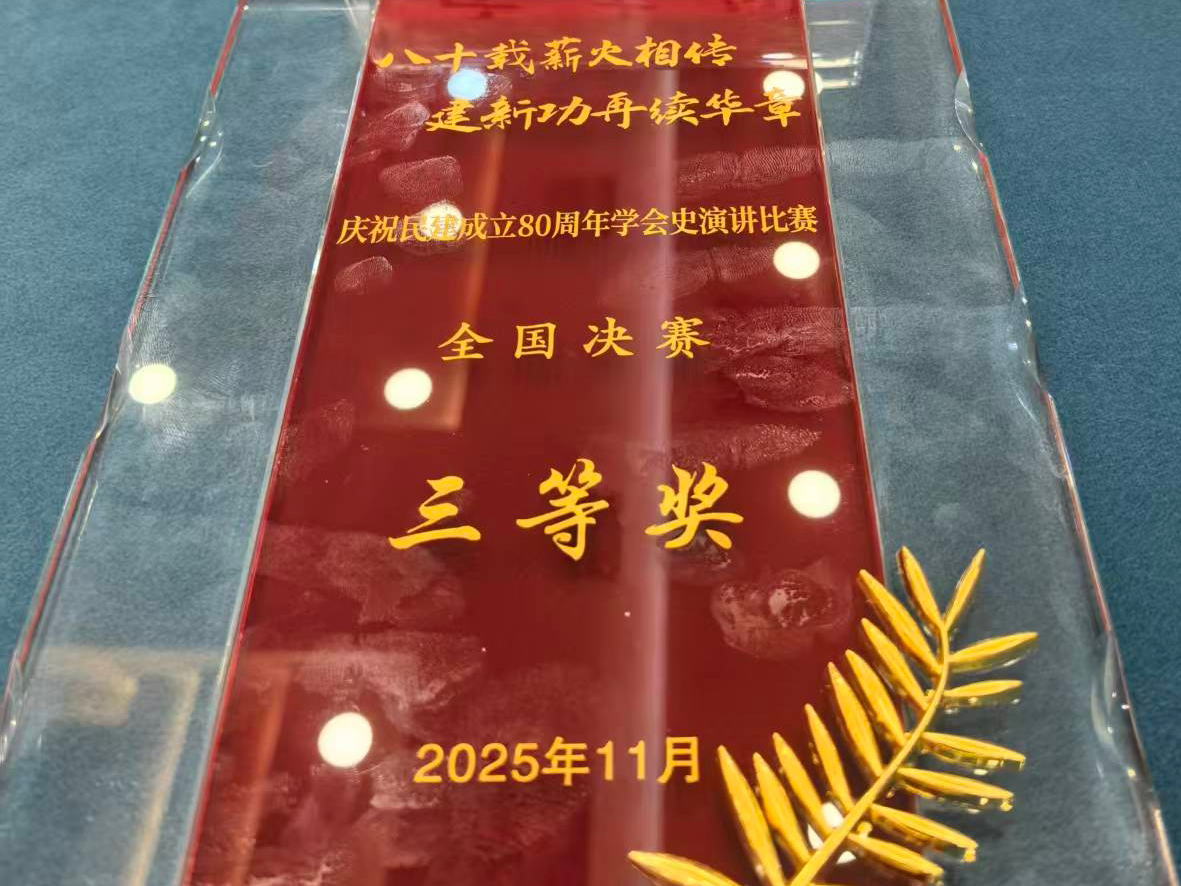 八十载薪火相传
建新功再续华章
庆祝民建成立80周年学会史演讲比赛
全国决赛
三等奖
2025年11月